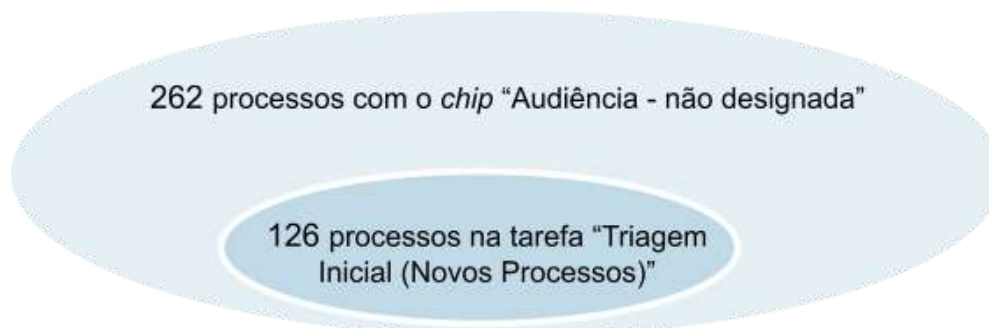 262 processos com o chip “Audiência - não designada”
126 processos na tarefa “Triagem
Inicial (Novos Processos)”